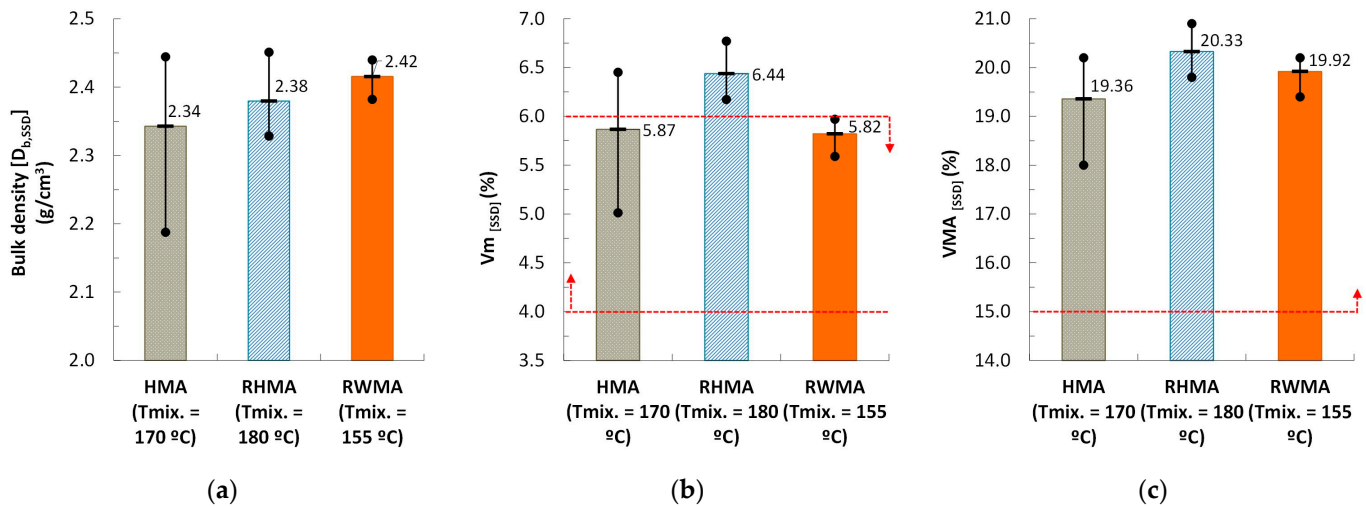 Bulk density [Db,SSD]
(g/cm3)
2.5
2.4
2.3
2.2
2.1
2.0
2.34
2.38
2.42
HMA
(Tmix. =
170 ºC)
RHMA
(Tmix. =
180 ºC)
RWMA
(Tmix. =
155 ºC)
(a)
Vm [SSD] (%)
7.0
6.5
6.0
5.5
5.0
4.5
4.0
3.5
5.87
6.44
5.82
HMA
(Tmix. = 170
ºC)
RHMA
(Tmix. = 180
ºC)
RWMA
(Tmix. = 155
ºC)
(b)
VMA [SSD] (%)
21.0
20.0
19.0
18.0
17.0
16.0
15.0
14.0
19.36
20.33
19.92
HMA
(Tmix. = 170
ºC)
RHMA
(Tmix. = 180
ºC)
RWMA
(Tmix. = 155
ºC)
(c)